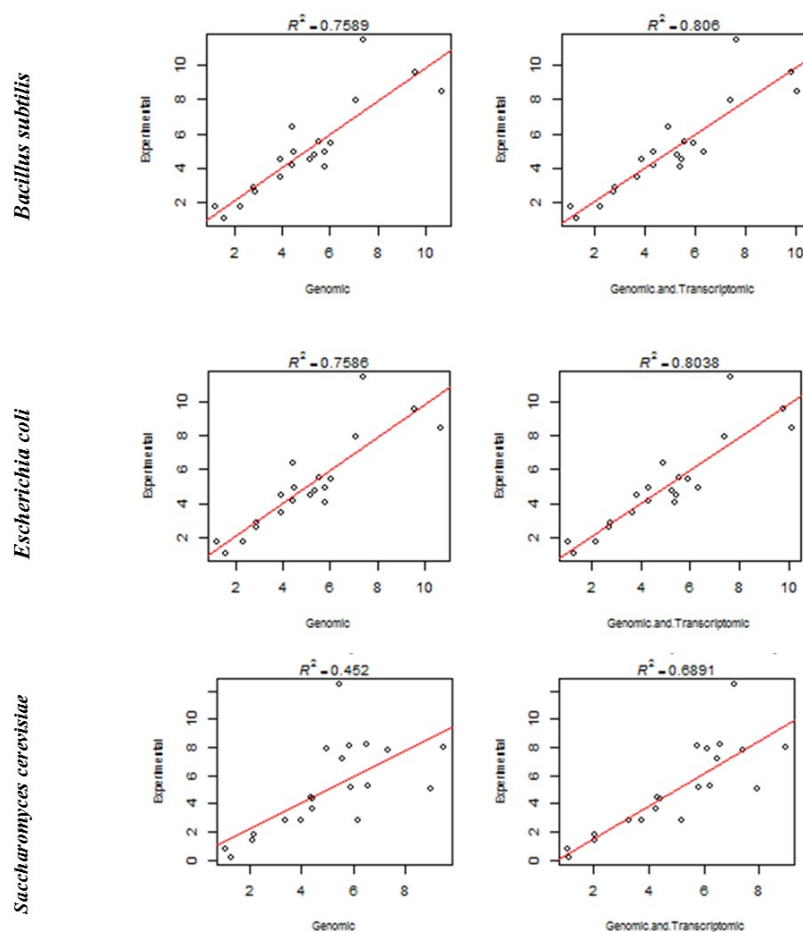 R² = 0.7589
R² = 0.806
Bacillus subtilis
Experimental
2 4 6 8 10
2 4 6 8 10
Genomic
Experimental
2 4 6 8 10
2 4 6 8 10
Genomic.and.Transcriptomic
R² = 0.7586
R² = 0.8038
Escherichia coli
Experimental
2 4 6 8 10
2 4 6 8 10
Genomic
Experimental
2 4 6 8 10
2 4 6 8 10
Genomic.and.Transcriptomic
R² = 0.452
R² = 0.6891
Saccharomyces cerevisiae
Experimental
0 2 4 6 8 10
2 4 6 8
Genomic
Experimental
0 2 4 6 8 10
2 4 6 8
Genomic.and.Transcriptomic